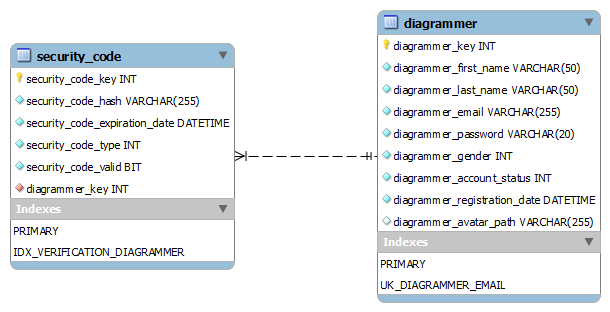 security_code
security_code_key INT
security_code_hash VARCHAR(255)
security_code_expiration_date DATETIME
security_code_type INT
security_code_valid BIT
diagrammer_key INT
Indexes
PRIMARY
IDX_VERIFICATION_DIAGRAMMER
diagrammer
diagrammer_key INT
diagrammer_first_name VARCHAR(50)
diagrammer_last_name VARCHAR(50)
diagrammer_email VARCHAR(255)
diagrammer_password VARCHAR(20)
diagrammer_gender INT
diagrammer_account_status INT
diagrammer_registration_date DATETIME
diagrammer_avatar_path VARCHAR(255)
Indexes
PRIMARY
UK_DIAGRAMMER_EMAIL